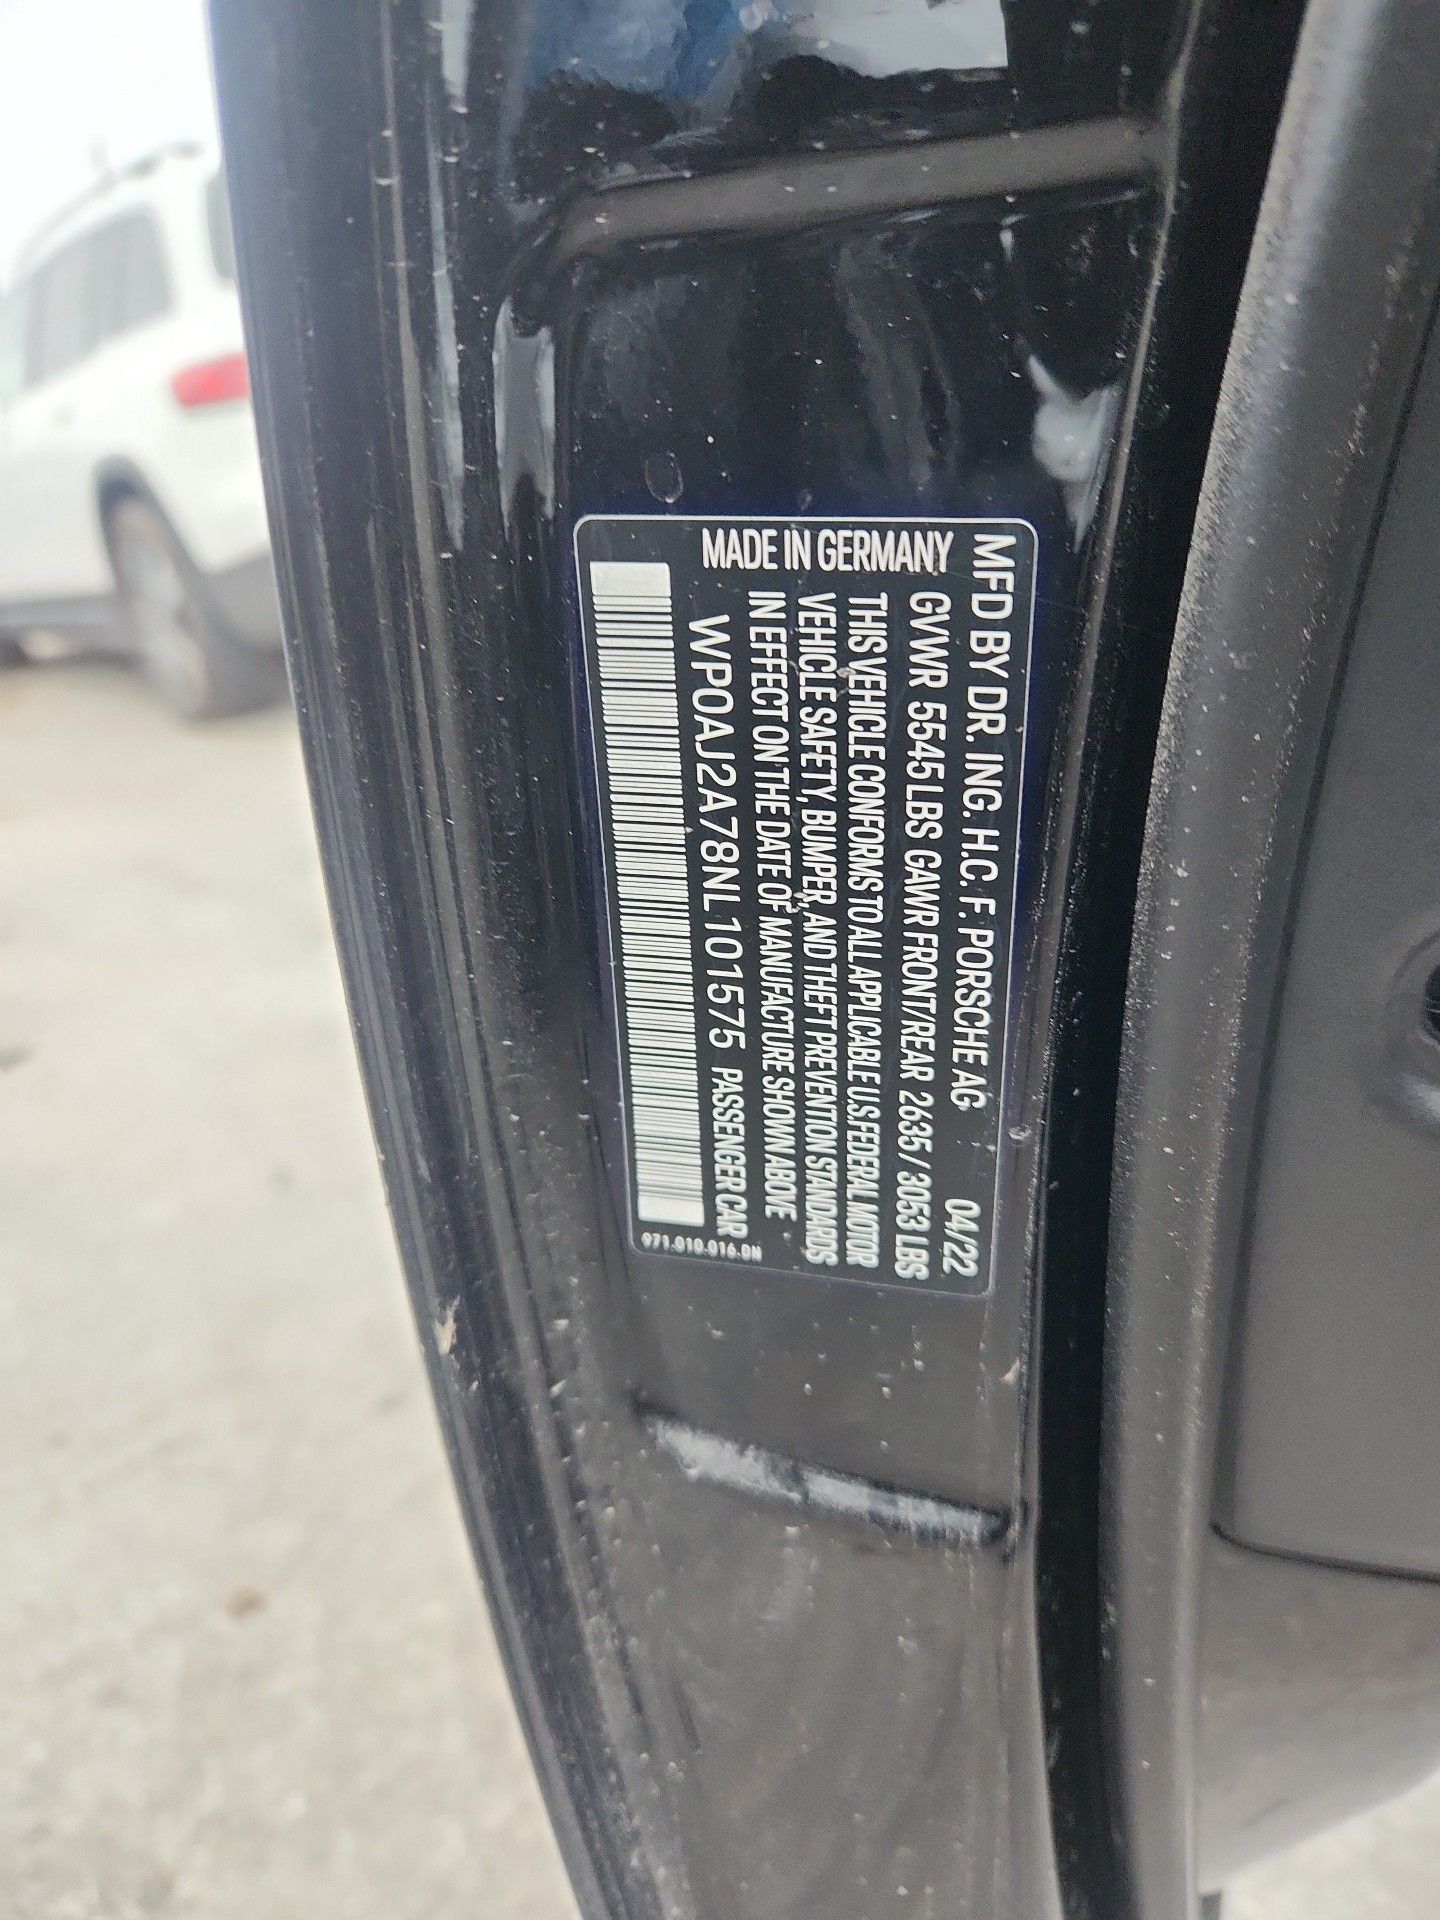 MFD BY DR. ING. H.C. F. PORSCHE AG 04/22
GVWR 5545 LBS GAWR FRONT/REAR 2635 / 3053 LBS
THIS VEHICLE CONFORMS TO ALL APPLICABLE U.S. FEDERAL MOTOR
VEHICLE SAFETY, BUMPER, AND THEFT PREVENTION STANDARDS
IN EFFECT ON THE DATE OF MANUFACTURE SHOWN ABOVE
MADE IN GERMANY WP0AJ2A78NL101575 PASSENGER CAR
971.010.016.DN